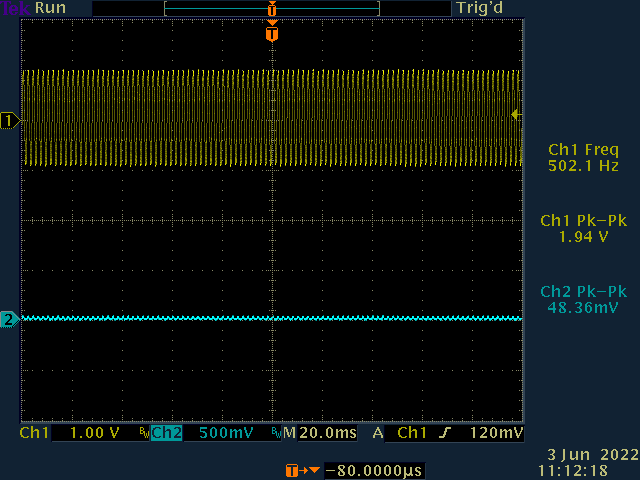 Tek Run Trig'd
T
T
1
Ch1 Freq
502.1 Hz
Ch1 Pk-Pk
1.94 V
Ch2 Pk-Pk
48.36mV
2
Ch1 1.00 V BW Ch2 500mV BW M 20.0ms A Ch1 120mV
3 Jun 2022
11:12:18
T -80.0000µs